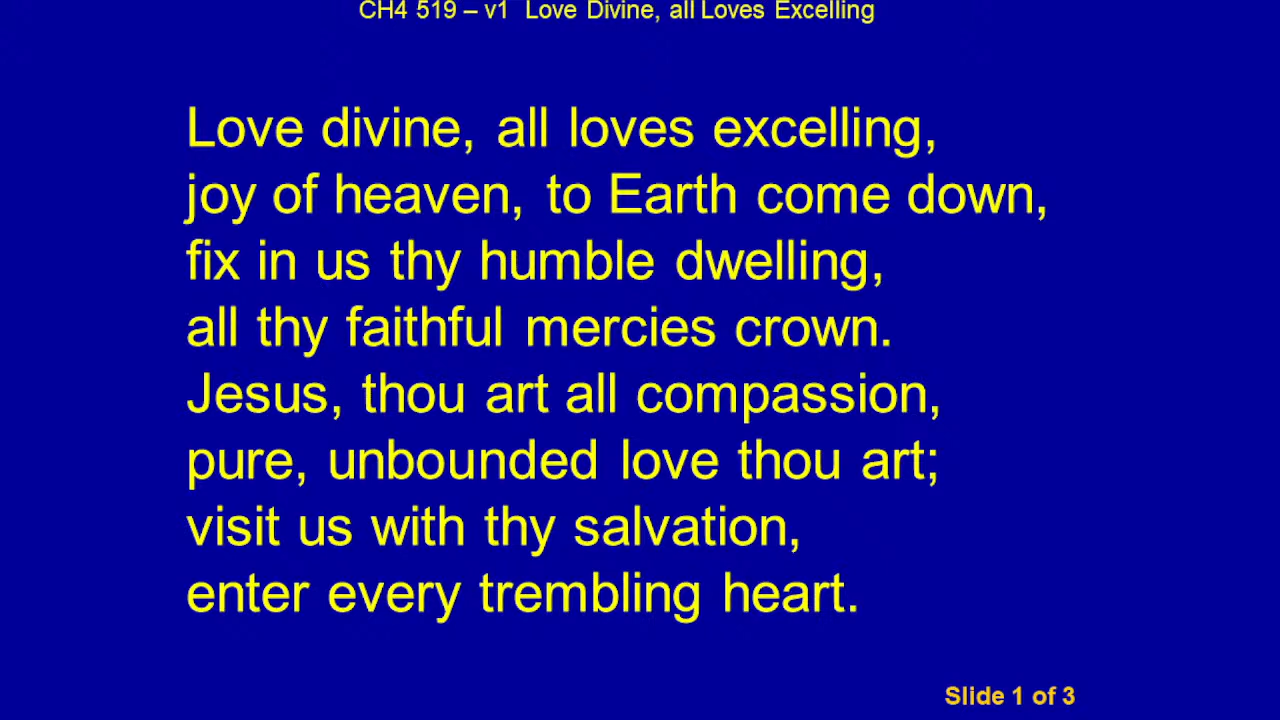 CH4 519 – v1 Love Divine, all Loves Excelling
Love divine, all loves excelling,
joy of heaven, to Earth come down,
fix in us thy humble dwelling,
all thy faithful mercies crown.
Jesus, thou art all compassion,
pure, unbounded love thou art;
visit us with thy salvation,
enter every trembling heart.
Slide 1 of 3